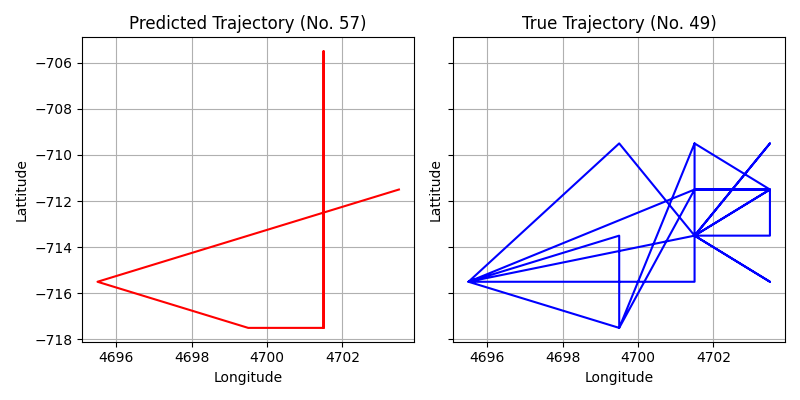 Predicted Trajectory (No. 57)
True Trajectory (No. 49)
Lattitude
−706
−708
−710
−712
−714
−716
−718
4696
4698
4700
4702
Longitude
Lattitude
4696
4698
4700
4702
Longitude